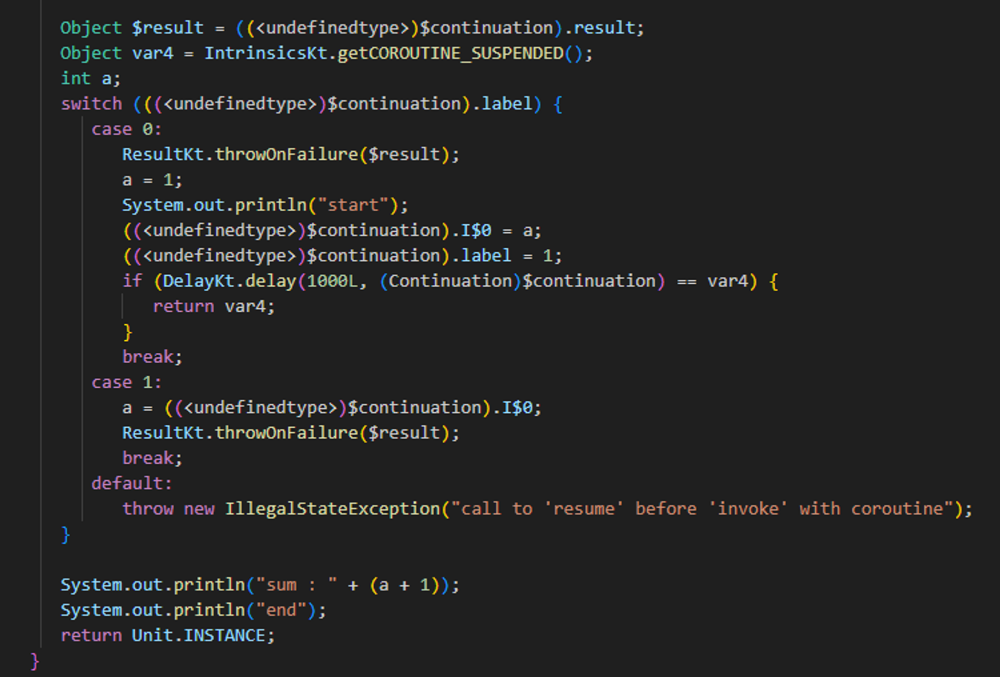 Object $result = ((<undefinedtype>)$continuation).result;
Object var4 = IntrinsicsKt.getCOROUTINE_SUSPENDED();
int a;
switch (((<undefinedtype>)$continuation).label) {
case 0:
ResultKt.throwOnFailure($result);
a = 1;
System.out.println("start");
((<undefinedtype>)$continuation).I$0 = a;
((<undefinedtype>)$continuation).label = 1;
if (DelayKt.delay(1000L, (Continuation)$continuation) == var4) {
return var4;
}
break;
case 1:
a = ((<undefinedtype>)$continuation).I$0;
ResultKt.throwOnFailure($result);
break;
default:
throw new IllegalStateException("call to 'resume' before 'invoke' with coroutine");
}
System.out.println("sum : " + (a + 1));
System.out.println("end");
return Unit.INSTANCE;
}